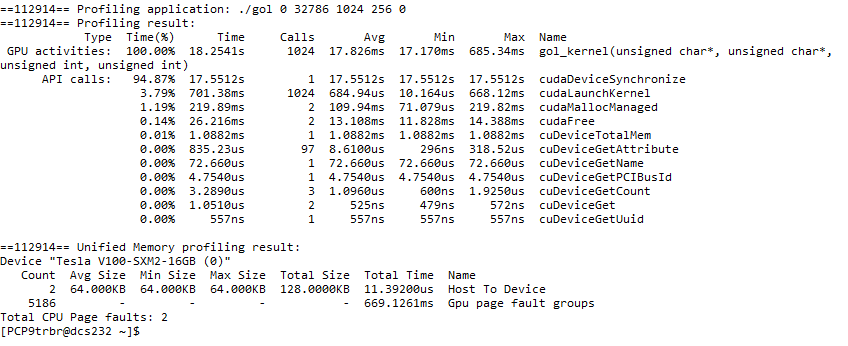 ==112914== Profiling application: ./gol 0 32786 1024 256 0
==112914== Profiling result:
            Type  Time(%)      Time     Calls       Avg       Min       Max  Name
 GPU activities:  100.00%  18.2541s      1024  17.826ms  17.170ms  685.34ms  gol_kernel(unsigned char*, unsigned char*,
unsigned int, unsigned int)
      API calls:   94.87%  17.5512s         1  17.5512s  17.5512s  17.5512s  cudaDeviceSynchronize
                    3.79%  701.38ms      1024  684.94us  10.164us  668.12ms  cudaLaunchKernel
                    1.19%  219.89ms         2  109.94ms  71.079us  219.82ms  cudaMallocManaged
                    0.14%  26.216ms         2  13.108ms  11.828ms  14.388ms  cudaFree
                    0.01%  1.0882ms         1  1.0882ms  1.0882ms  1.0882ms  cuDeviceTotalMem
                    0.00%  835.23us        97  8.6100us     296ns  318.52us  cuDeviceGetAttribute
                    0.00%  72.660us         1  72.660us  72.660us  72.660us  cuDeviceGetName
                    0.00%  4.7540us         1  4.7540us  4.7540us  4.7540us  cuDeviceGetPCIBusId
                    0.00%  3.2890us         3  1.0960us     600ns  1.9250us  cuDeviceGetCount
                    0.00%  1.0510us         2     525ns     479ns     572ns  cuDeviceGet
                    0.00%     557ns         1     557ns     557ns     557ns  cuDeviceGetUuid
==112914== Unified Memory profiling result:
Device "Tesla V100-SXM2-16GB (0)"
   Count  Avg Size  Min Size  Max Size  Total Size  Total Time  Name
       2  64.000KB  64.000KB  64.000KB  128.0000KB  11.39200us  Host To Device
    5186         -         -         -           -  669.1261ms  Gpu page fault groups
Total CPU Page faults: 2
[PCP9trbr@dcs232 ~]$